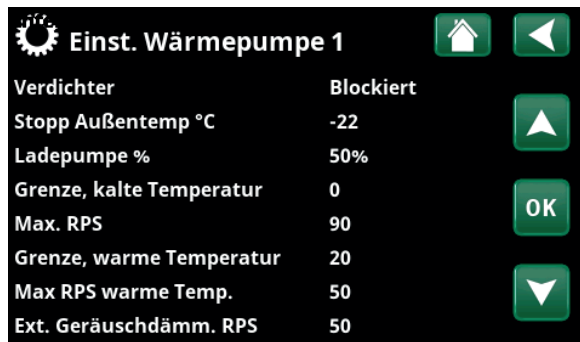 Einst. Wärmepumpe 1
Verdichter Blockiert
Stopp Außentemp °C -22
Ladepumpe % 50%
Grenze, kalte Temperatur 0
Max. RPS 90
OK
Grenze, warme Temperatur 20
Max RPS warme Temp. 50
Ext. Geräuschdämm. RPS 50